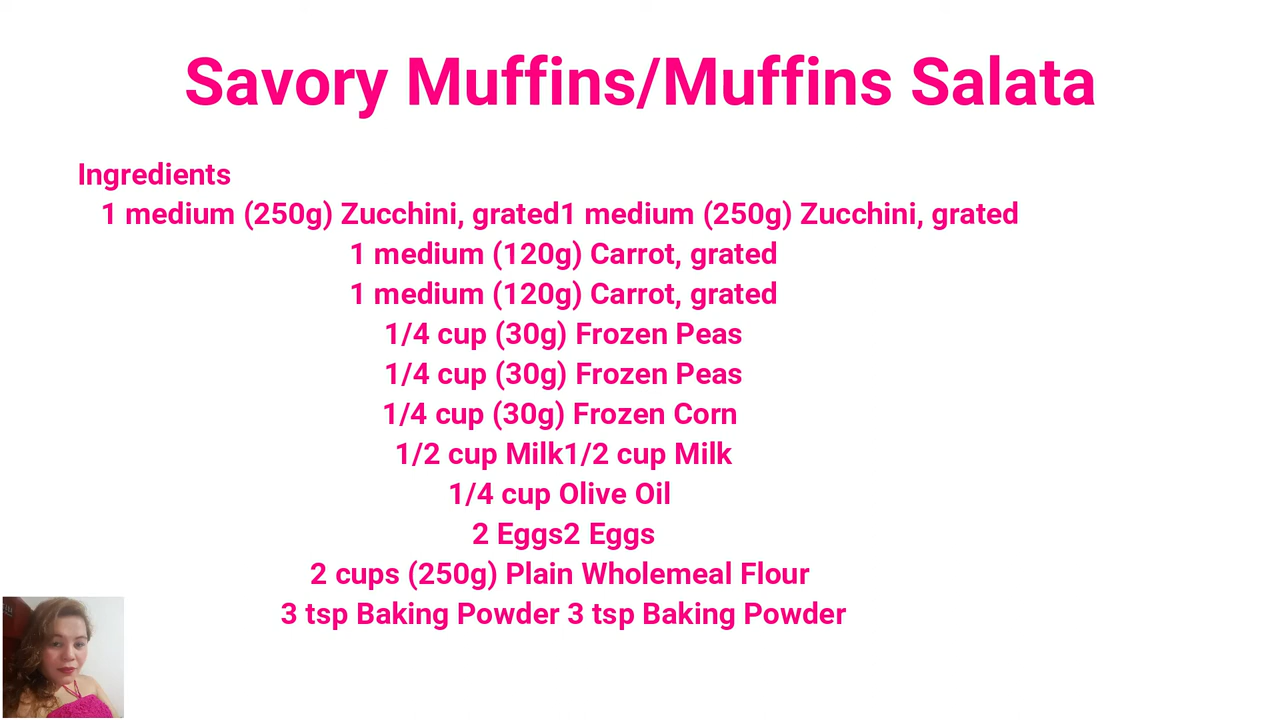 Savory Muffins/Muffins Salata
Ingredients
1 medium (250g) Zucchini, grated1 medium (250g) Zucchini, grated
1 medium (120g) Carrot, grated
1 medium (120g) Carrot, grated
1/4 cup (30g) Frozen Peas
1/4 cup (30g) Frozen Peas
1/4 cup (30g) Frozen Corn
1/2 cup Milk1/2 cup Milk
1/4 cup Olive Oil
2 Eggs2 Eggs
2 cups (250g) Plain Wholemeal Flour
3 tsp Baking Powder 3 tsp Baking Powder